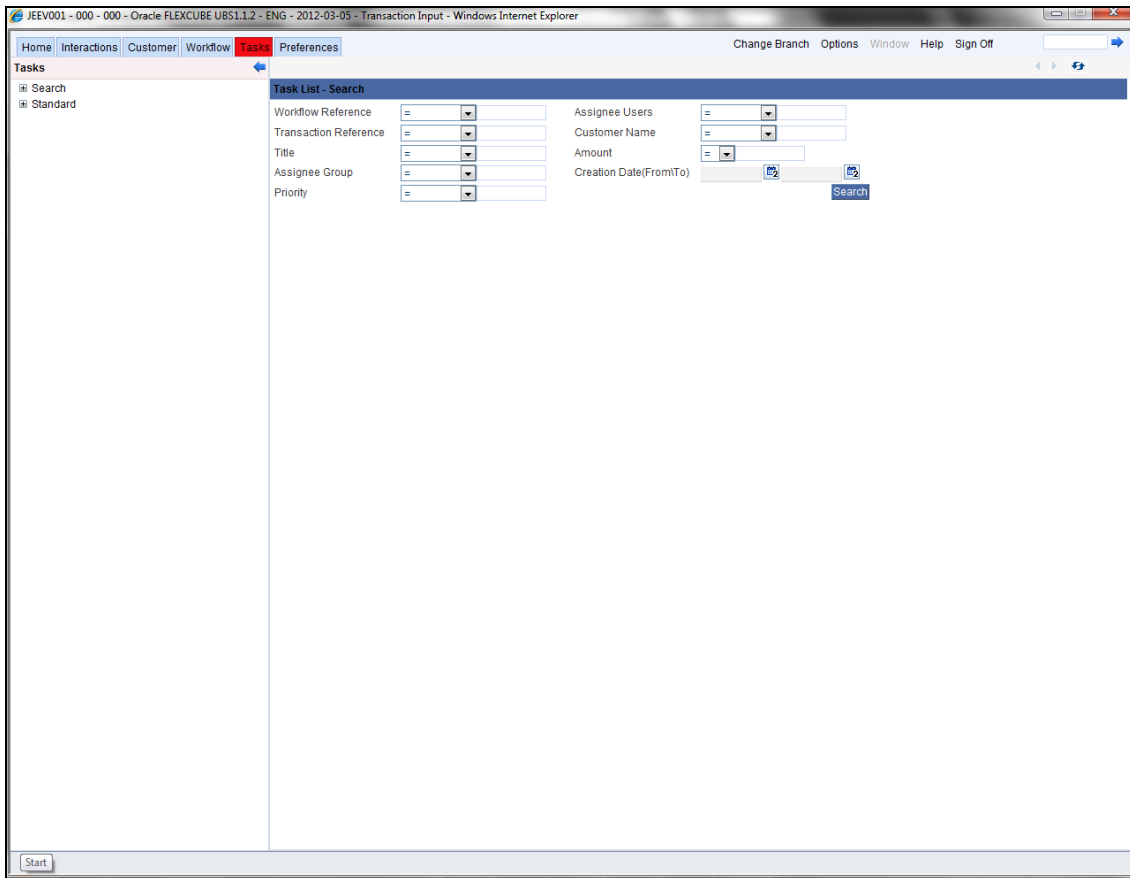 JEEV001 - 000 - 000 - Oracle FLEXCUBE UBS1.1.2 - ENG - 2012-03-05 - Transaction Input - Windows Internet Explorer
Home Interactions Customer Workflow Tasks Preferences Change Branch Options Window Help Sign Off
Tasks
Search
Standard
Task List - Search
Workflow Reference = Assignee Users =
Transaction Reference = Customer Name =
Title = Amount =
Assignee Group = Creation Date(From\To)
Priority = Search
Start